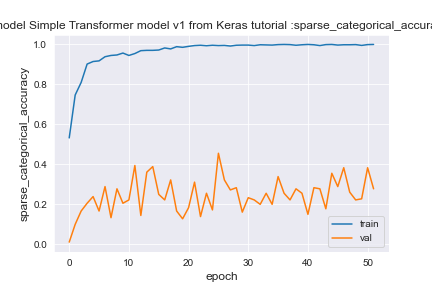 model Simple Transformer model v1 from Keras tutorial :sparse_categorical_accura
1.0
0.8
0.6
0.4
0.2
0.0
sparse_categorical_accuracy
0 10 20 30 40 50
epoch
train
val